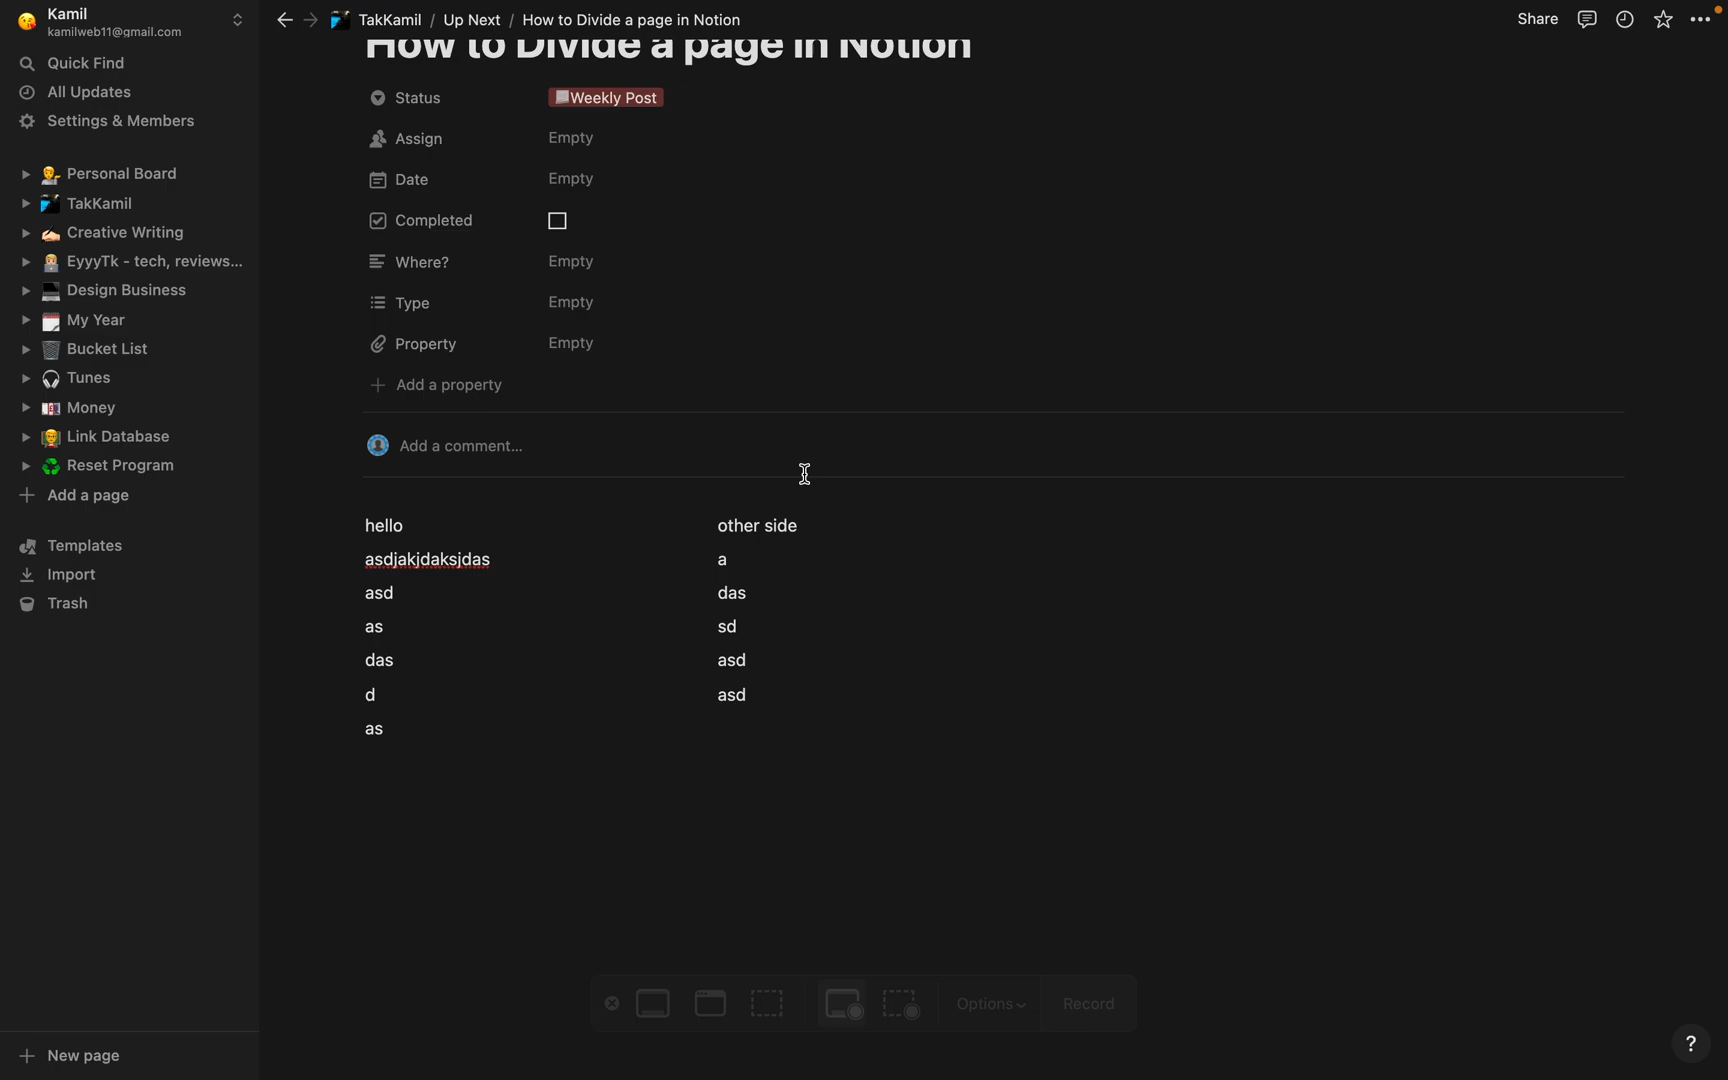 Kamil
kamilweb11@gmail.com
Quick Find
All Updates
Settings & Members
Personal Board
TakKamil
Creative Writing
EyyyTk - tech, reviews...
Design Business
My Year
Bucket List
Tunes
Money
Link Database
Reset Program
Add a page
Templates
Import
Trash
New page
TakKamil / Up Next / How to Divide a page in Notion
Share
How to Divide a page in Notion
Status Weekly Post
Assign Empty
Date Empty
Completed
Where? Empty
Type Empty
Property Empty
Add a property
Add a comment...
hello
asdjakjdaksjdas
asd
as
das
d
as
other side
a
das
sd
asd
asd
Options
Record
?